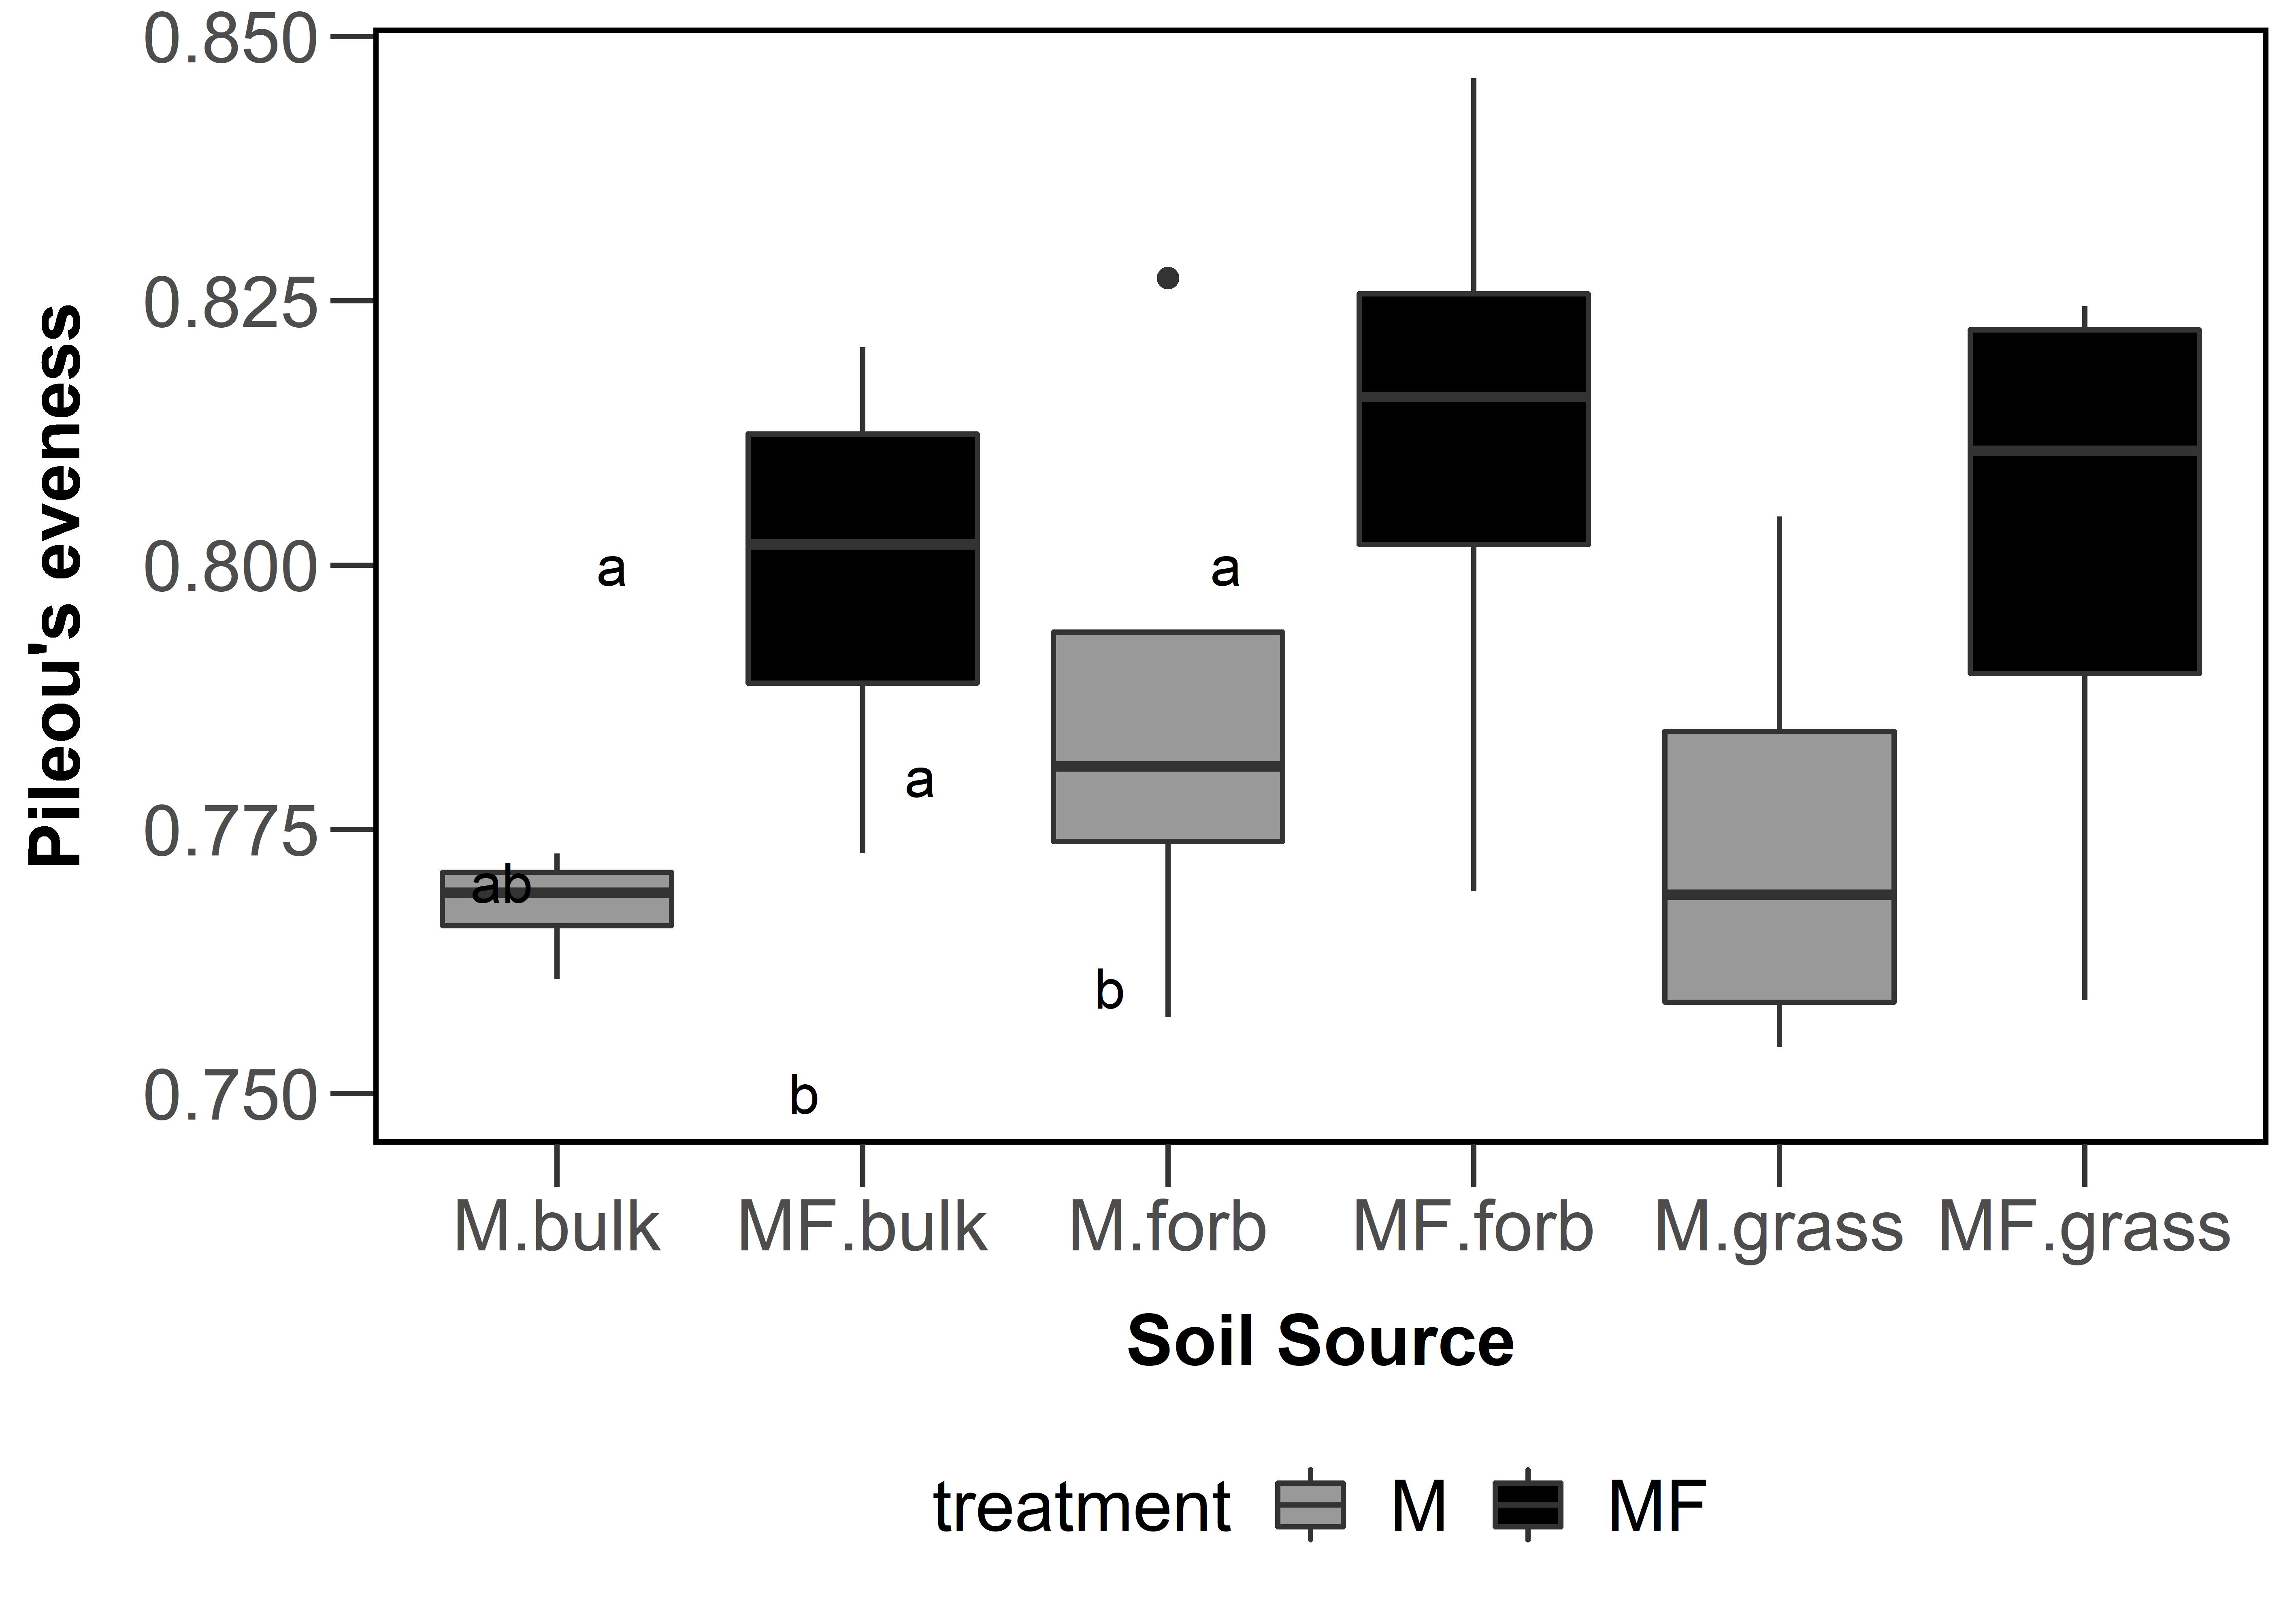 Pileou's eveness
0.850
0.825
0.800
0.775
0.750
a
a
a
ab
b
b
M.bulk MF.bulk M.forb MF.forb M.grass MF.grass
Soil Source
treatment M MF